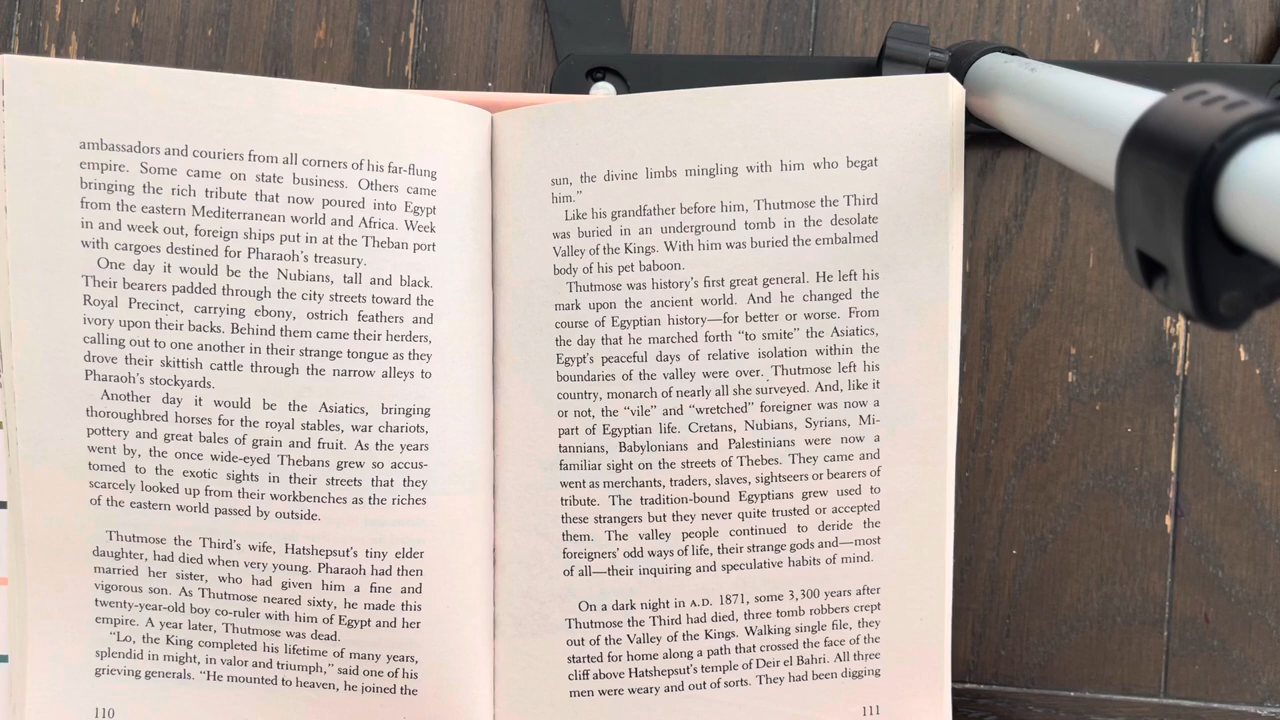 ambassadors and couriers from all corners of his far-flung
empire. Some came on state business. Others came
bringing the rich tribute that now poured into Egypt
from the eastern Mediterranean world and Africa. Week
in and week out, foreign ships put in at the Theban port
with cargoes destined for Pharaoh's treasury.
One day it would be the Nubians, tall and black.
Their bearers padded through the city streets toward the
Royal Precinct, carrying ebony, ostrich feathers and
ivory upon their backs. Behind them came their herders,
calling out to one another in their strange tongue as they
drove their skittish cattle through the narrow alleys to
Pharaoh's stockyards.
Another day it would be the Asiatics, bringing
thoroughbred horses for the royal stables, war chariots,
pottery and great bales of grain and fruit. As the years
went by, the once wide-eyed Thebans grew so accus-
tomed to the exotic sights in their streets that they
scarcely looked up from their workbenches as the riches
of the eastern world passed by outside.
Thutmose the Third's wife, Hatshepsut's tiny elder
daughter, had died when very young. Pharaoh had then
married her sister, who had given him a fine and
vigorous son. As Thutmose neared sixty, he made this
twenty-year-old boy co-ruler with him of Egypt and her
empire. A year later, Thutmose was dead.
"Lo, the King completed his lifetime of many years,
splendid in might, in valor and triumph," said one of his
grieving generals. "He mounted to heaven, he joined the
110
sun, the divine limbs mingling with him who begat
him."
Like his grandfather before him, Thutmose the Third
was buried in an underground tomb in the desolate
Valley of the Kings. With him was buried the embalmed
body of his pet baboon.
Thutmose was history's first great general. He left his
mark upon the ancient world. And he changed the
course of Egyptian history—for better or worse. From
the day that he marched forth "to smite" the Asiatics,
Egypt's peaceful days of relative isolation within the
boundaries of the valley were over. Thutmose left his
country, monarch of nearly all she surveyed. And, like it
or not, the "vile" and "wretched" foreigner was now a
part of Egyptian life. Cretans, Nubians, Syrians, Mi-
tannians, Babylonians and Palestinians were now a
familiar sight on the streets of Thebes. They came and
went as merchants, traders, slaves, sightseers or bearers of
tribute. The tradition-bound Egyptians grew used to
these strangers but they never quite trusted or accepted
them. The valley people continued to deride the
foreigners' odd ways of life, their strange gods and—most
of all—their inquiring and speculative habits of mind.
On a dark night in A.D. 1871, some 3,300 years after
Thutmose the Third had died, three tomb robbers crept
out of the Valley of the Kings. Walking single file, they
started for home along a path that crossed the face of the
cliff above Hatshepsut's temple of Deir el Bahri. All three
men were weary and out of sorts. They had been digging
111